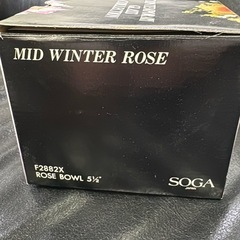 MID WINTER ROSE
F2882X
ROSE BOWL 5½"
SOGA